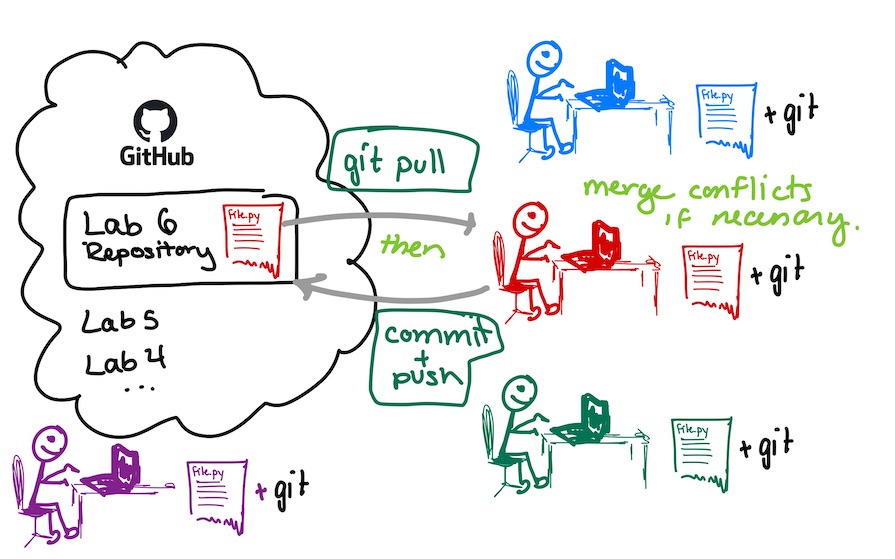 GitHub
Lab 6
Repository
File.py
Lab 5
Lab 4
...
git pull
then
commit
+
push
File.py
+ git
merge conflicts
if necessary.
File.py
+ git
File.py
+ git
File.py
+ git